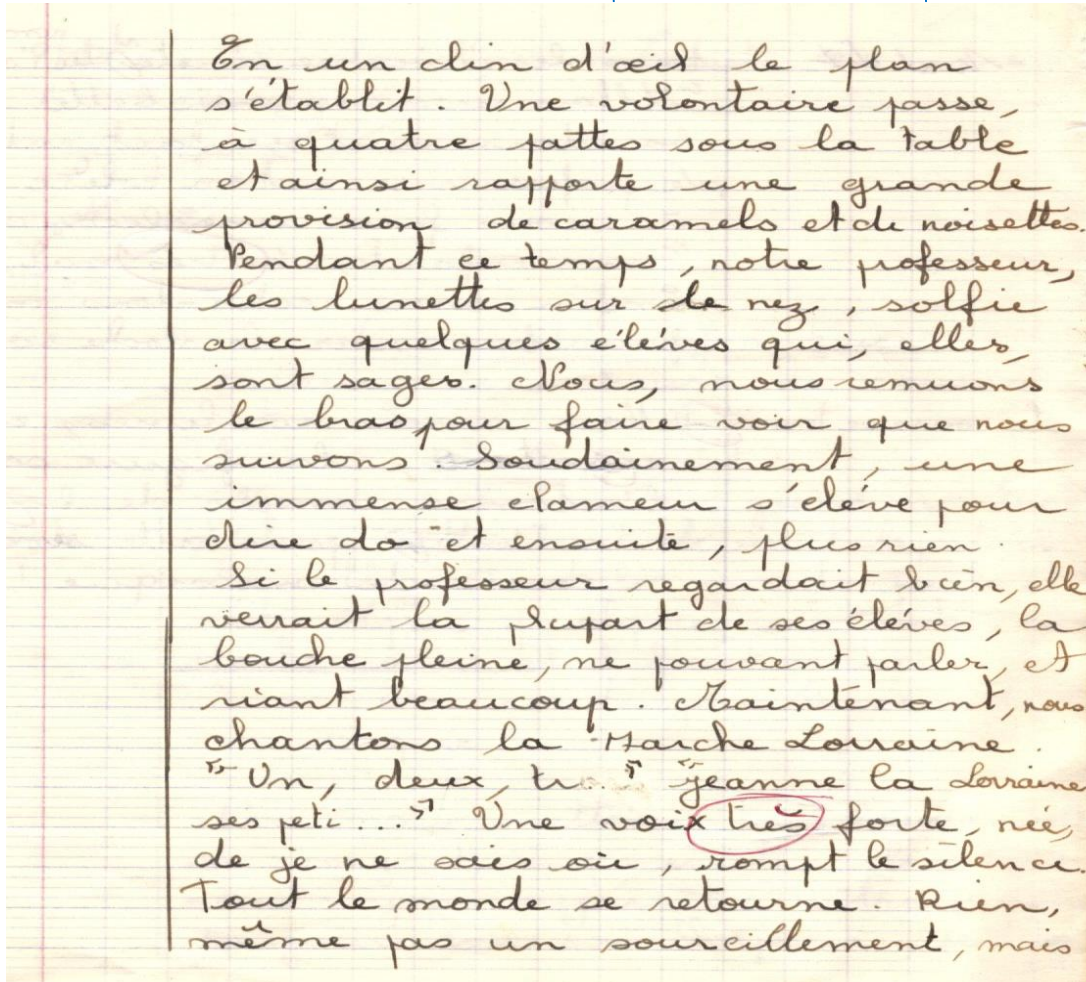 En un clin d'œil le plan
s'établit. Une volontaire passe,
à quatre pattes sous la table
et ainsi rapporte une grande
provision de caramels et de noisettes.
Pendant ce temps, notre professeur,
les lunettes sur le nez, solfie
avec quelques élèves qui, elles,
sont sages. Nous, nous remuons
le bras pour faire voir que nous
suivons. Soudainement, une
immense clameur s'élève pour
dire do et ensuite, plus rien.
Si le professeur regardait bien, elle
verrait la plupart de ses élèves, la
bouche pleine, ne pouvant parler, et
riant beaucoup. Maintenant, nous
chantons la Marche Lorraine.
"Un, deux, tr..." "Jeanne la Lorraine
ses peti..." Une voix très forte, née,
de je ne sais où, rompt le silence.
Tout le monde se retourne. Rien,
même pas un sourcillement, mais